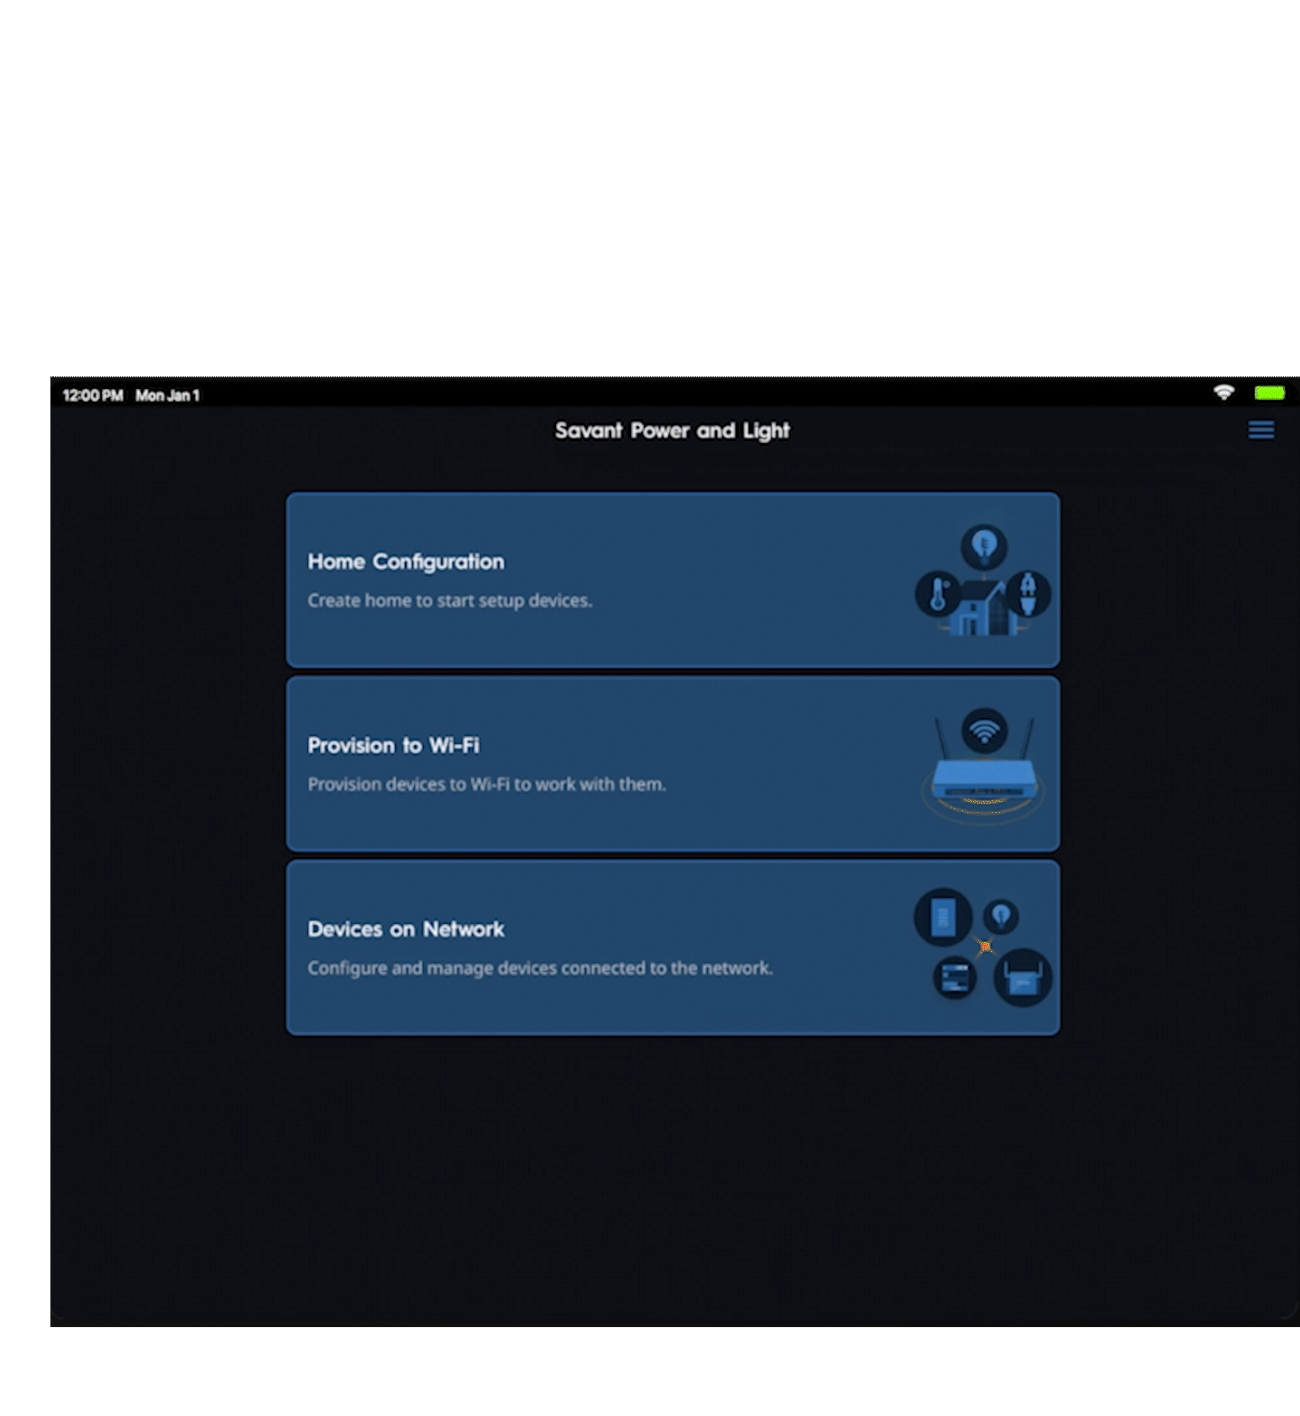 12:00 PM Mon Jan 1
Savant Power and Light
Home Configuration
Create home to start setup devices.
Provision to Wi-Fi
Provision devices to Wi-Fi to work with them.
Devices on Network
Configure and manage devices connected to the network.